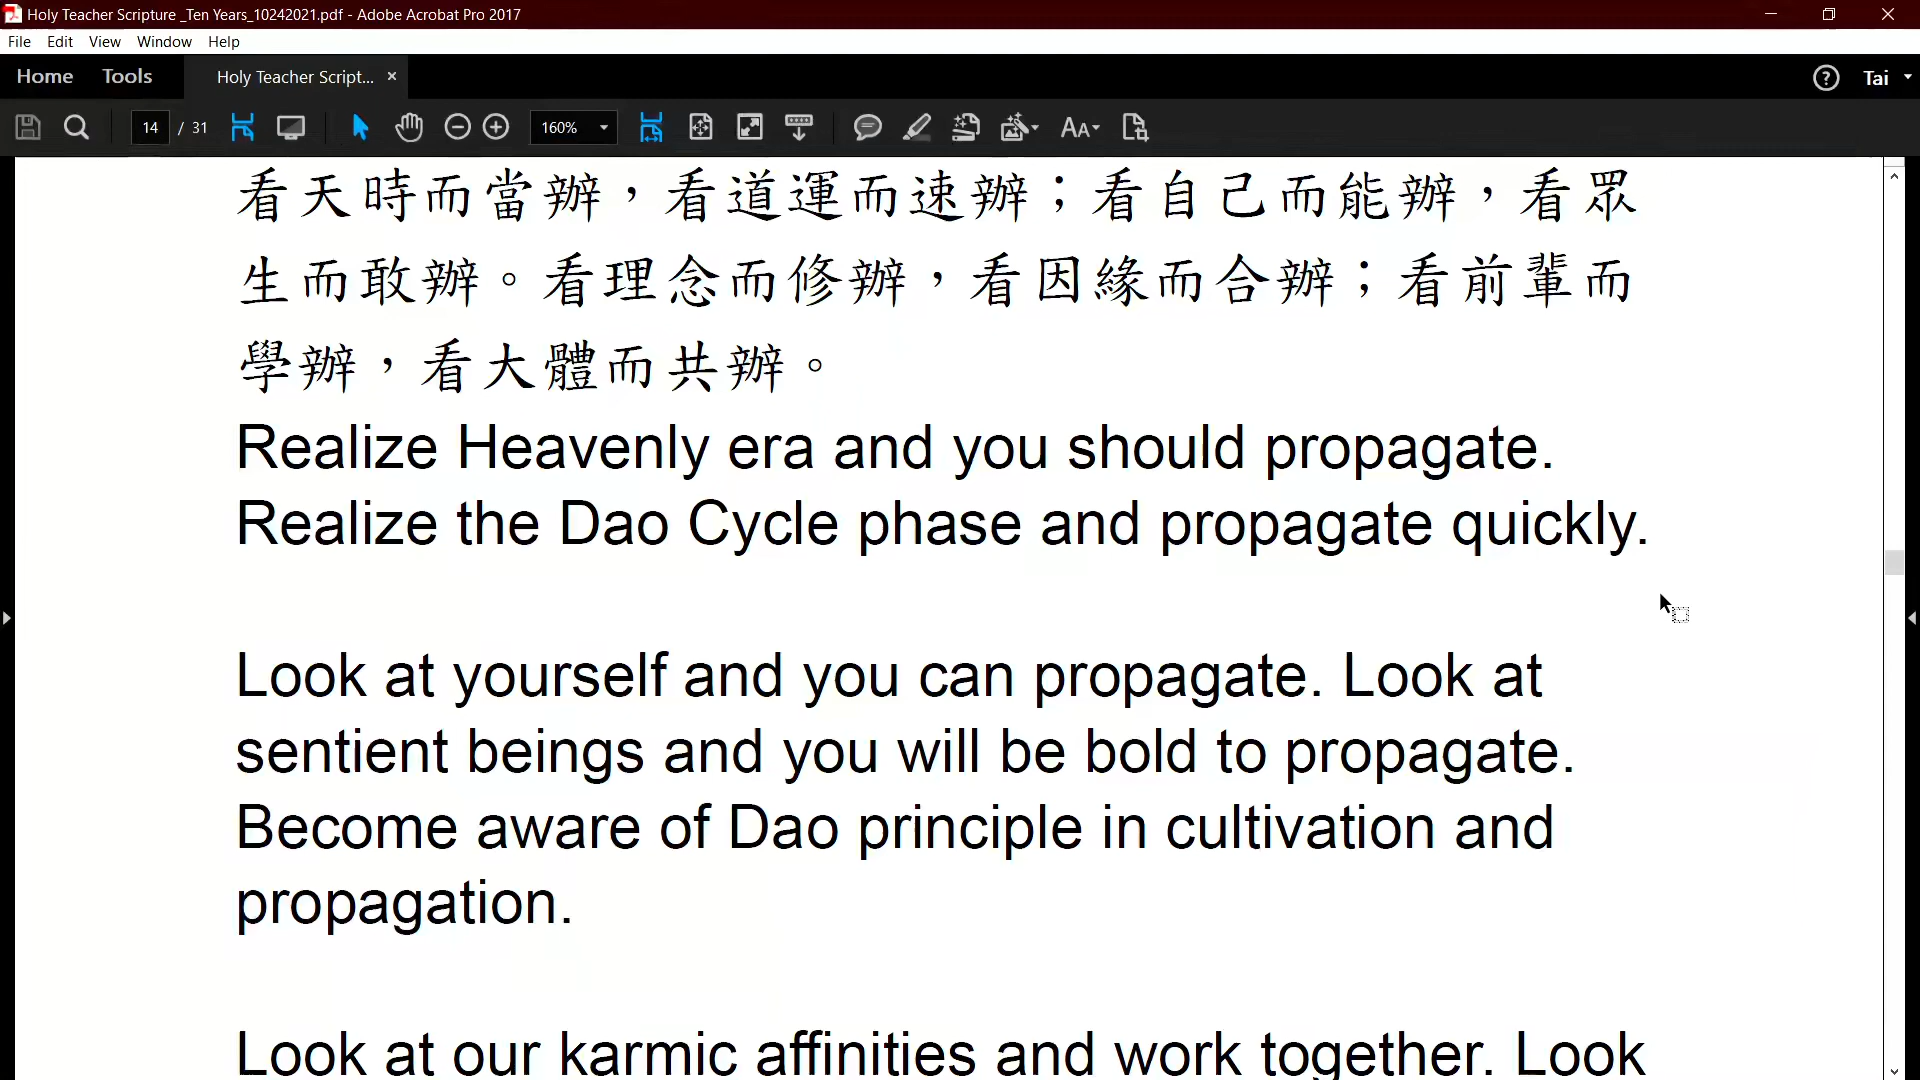 Holy Teacher Scripture _Ten Years_10242021.pdf - Adobe Acrobat Pro 2017
File Edit View Window Help
Home Tools Holy Teacher Script... × Tai
14 / 31 160%
看天時而當辦，看道運而速辦；看自己而能辦，看眾
生而敢辦。看理念而修辦，看因緣而合辦；看前輩而
學辦，看大體而共辦。
Realize Heavenly era and you should propagate.
Realize the Dao Cycle phase and propagate quickly.
Look at yourself and you can propagate. Look at
sentient beings and you will be bold to propagate.
Become aware of Dao principle in cultivation and
propagation.
Look at our karmic affinities and work together. Look